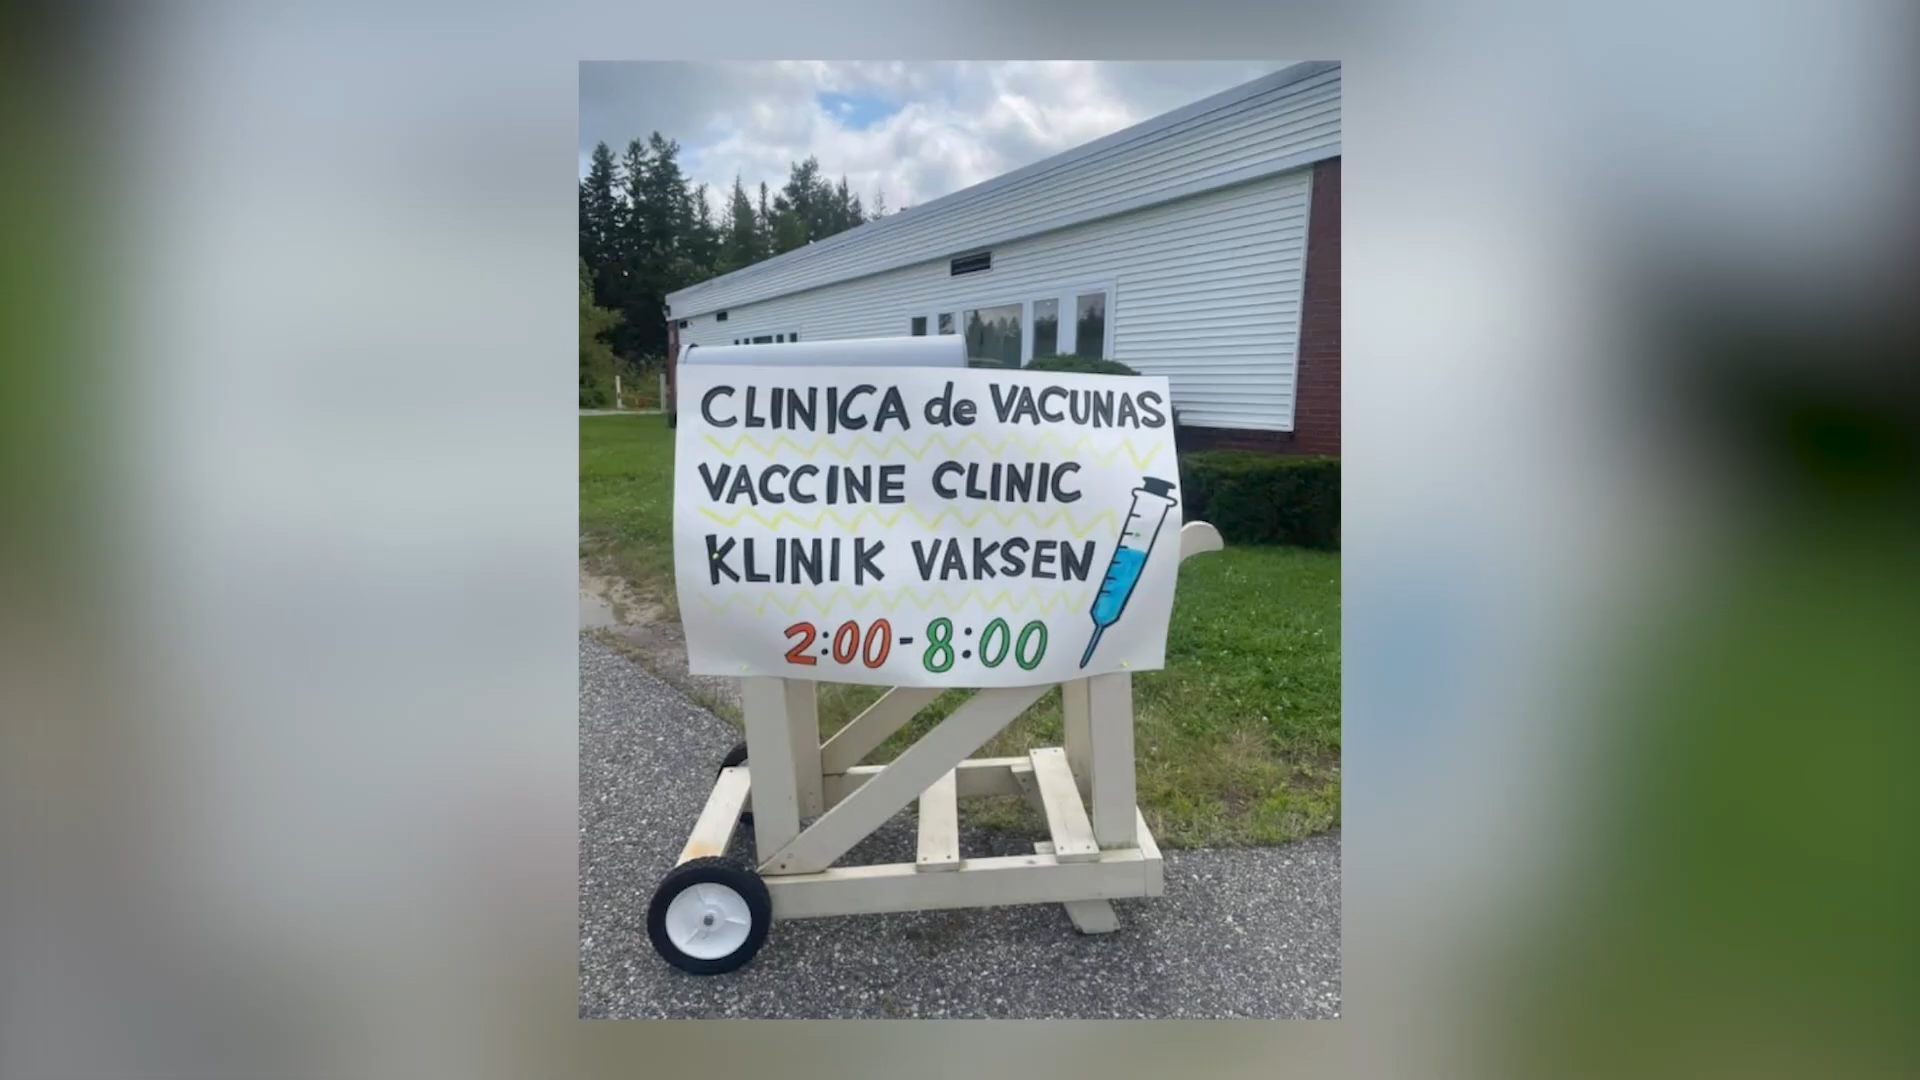 CLINICA de VACUNAS
VACCINE CLINIC
KLINIK VAKSEN
2:00-8:00